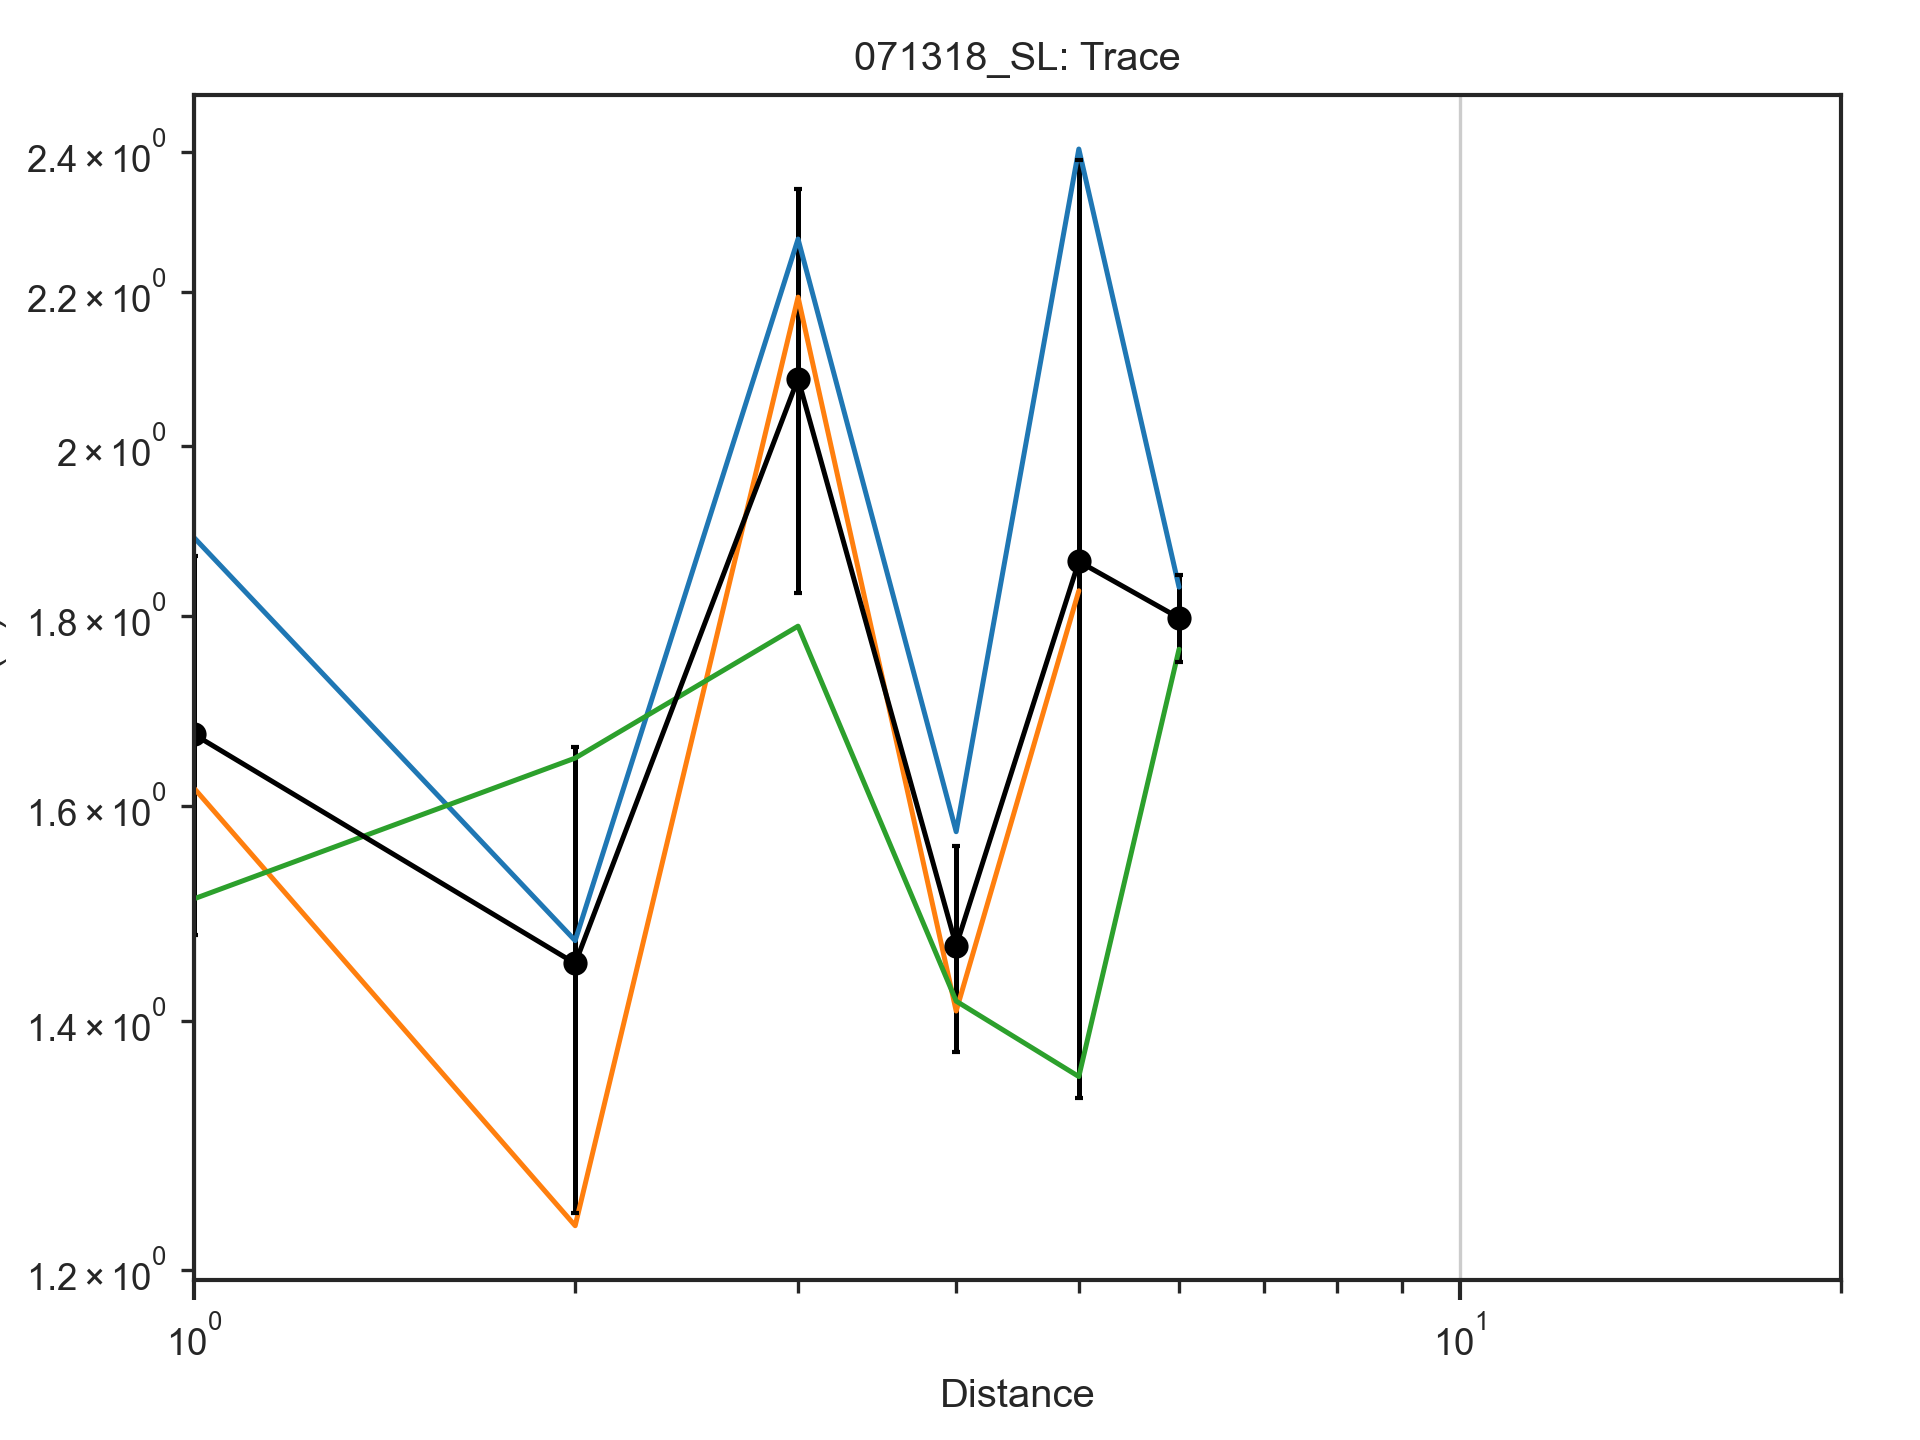 071318_SL: Trace
2.4 × 10⁰
2.2 × 10⁰
2 × 10⁰
1.8 × 10⁰
1.6 × 10⁰
1.4 × 10⁰
1.2 × 10⁰
10⁰ 10¹
Distance